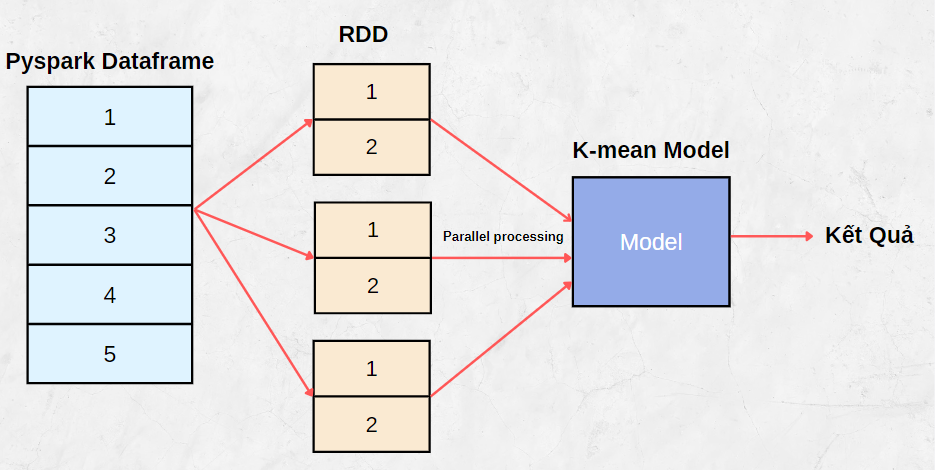 Pyspark Dataframe
1
2
3
4
5
RDD
1
2
1
2
1
2
Parallel processing
K-mean Model
Model
Kết Quả